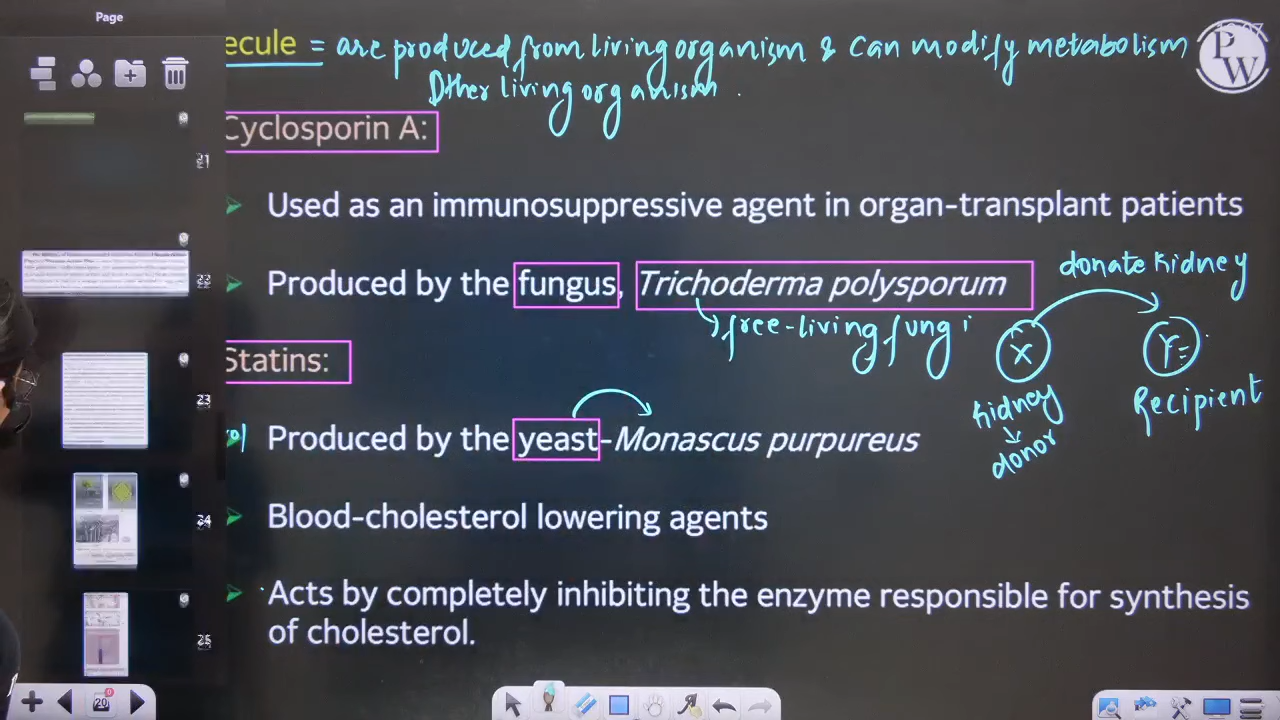 Page
ecule = are produced from living organism & can modify metabolism
Other living organism.
PW
Cyclosporin A:
21
Used as an immunosuppressive agent in organ-transplant patients
22
donate kidney
Produced by the fungus, Trichoderma polysporum
free-living fungi
X
Y
Statins:
23
kidney
donor
Recipient
Produced by the yeast-Monascus purpureus
24
Blood-cholesterol lowering agents
Acts by completely inhibiting the enzyme responsible for synthesis
of cholesterol.
25
20